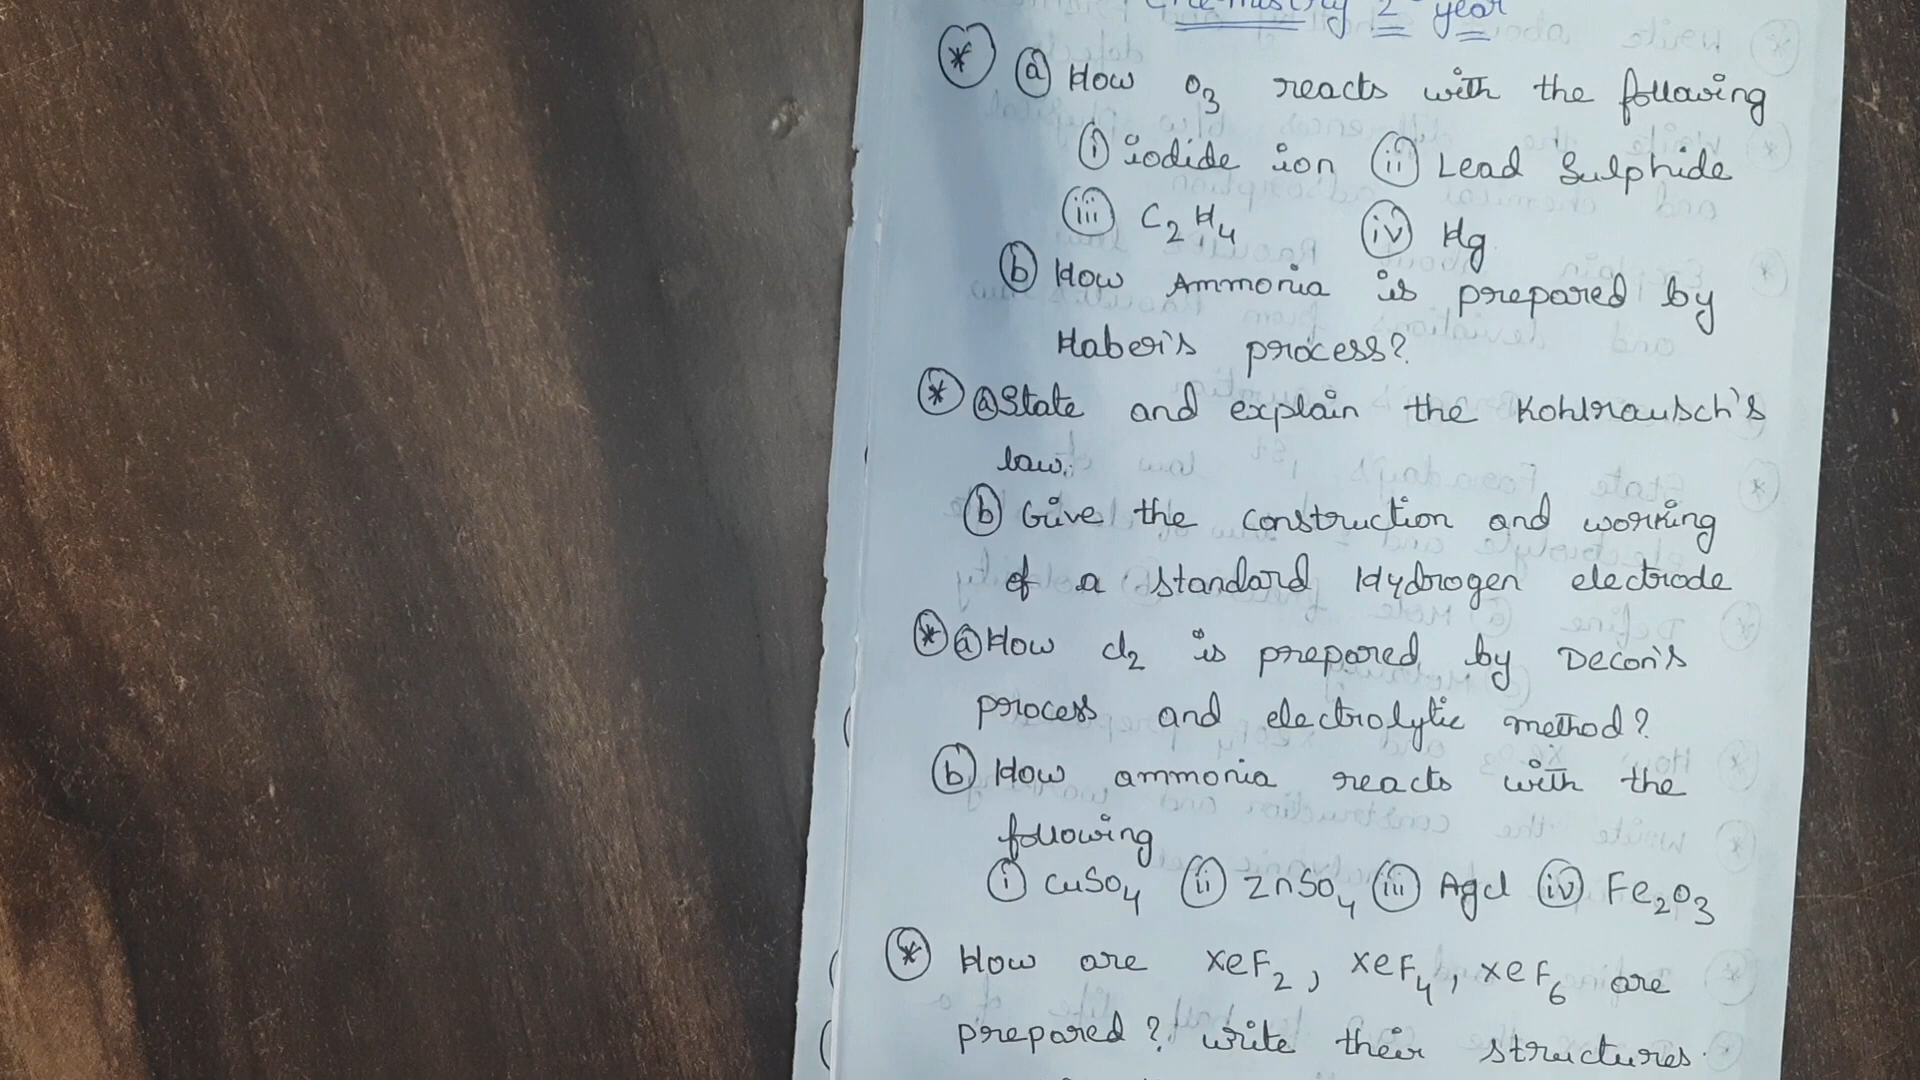 Chemistry 2 year
* a How O3 reacts with the following
i iodide ion ii Lead Sulphide
iii C2H4 iv Hg
b How Ammonia is prepared by
Haber's process?
* a State and explain the Kohlrausch's
law.
b Give the construction and working
of a standard Hydrogen electrode
* a How cl2 is prepared by Decon's
process and electrolytic method?
b How ammonia reacts with the
following
i CuSO4 ii ZnSO4 iii Agcl iv Fe2O3
* How are XeF2, XeF4, XeF6 are
prepared? write their structures.